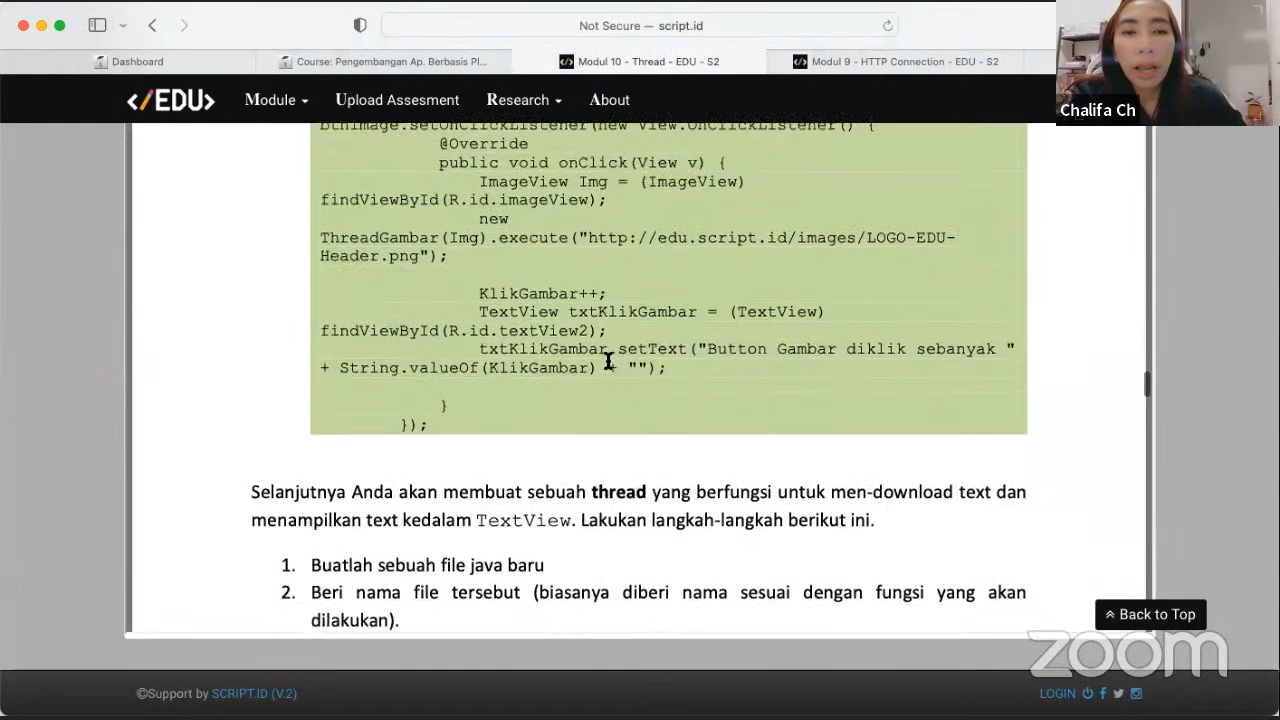 Not Secure — script.id
Dashboard
Course: Pengembangan Ap. Berbasis Pl...
Modul 10 - Thread - EDU - S2
Modul 9 - HTTP Connection - EDU - S2
Chalifa Ch
</EDU>
Module
Upload Assesment
Research
About
btnImage.setOnClickListener(new View.OnClickListener() {
@Override
public void onClick(View v) {
ImageView Img = (ImageView)
findViewById(R.id.imageView);
new
ThreadGambar(Img).execute("http://edu.script.id/images/LOGO-EDU-
Header.png");
KlikGambar++;
TextView txtKlikGambar = (TextView)
findViewById(R.id.textView2);
txtKlikGambar.setText("Button Gambar diklik sebanyak "
+ String.valueOf(KlikGambar) + "");
}
});
Selanjutnya Anda akan membuat sebuah thread yang berfungsi untuk men-download text dan
menampilkan text kedalam TextView. Lakukan langkah-langkah berikut ini.
1. Buatlah sebuah file java baru
2. Beri nama file tersebut (biasanya diberi nama sesuai dengan fungsi yang akan
dilakukan).
Back to Top
zoom
©Support by SCRIPT.ID (V.2)
LOGIN